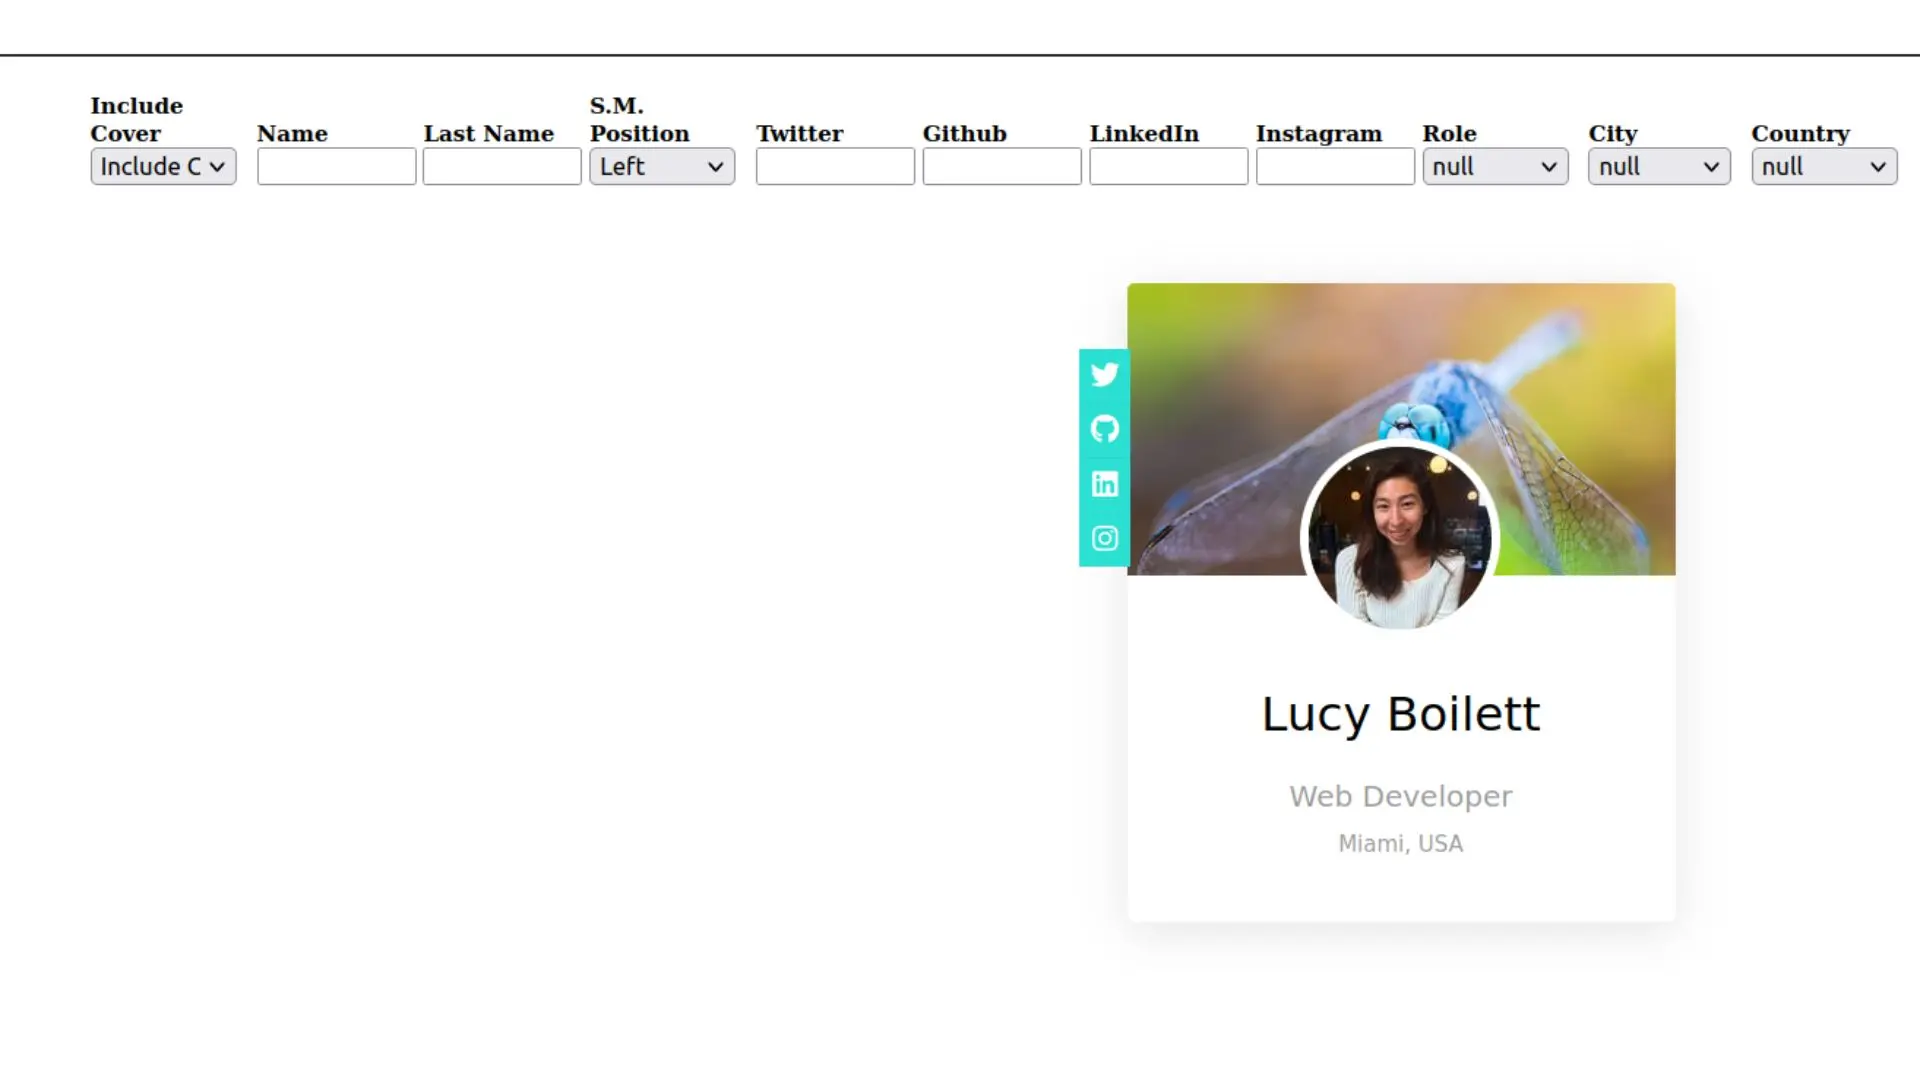 Include Cover
Name
Last Name
S.M. Position
Twitter
Github
LinkedIn
Instagram
Role
City
Country
Include C
Left
null
null
null
in
Lucy Boilett
Web Developer
Miami, USA